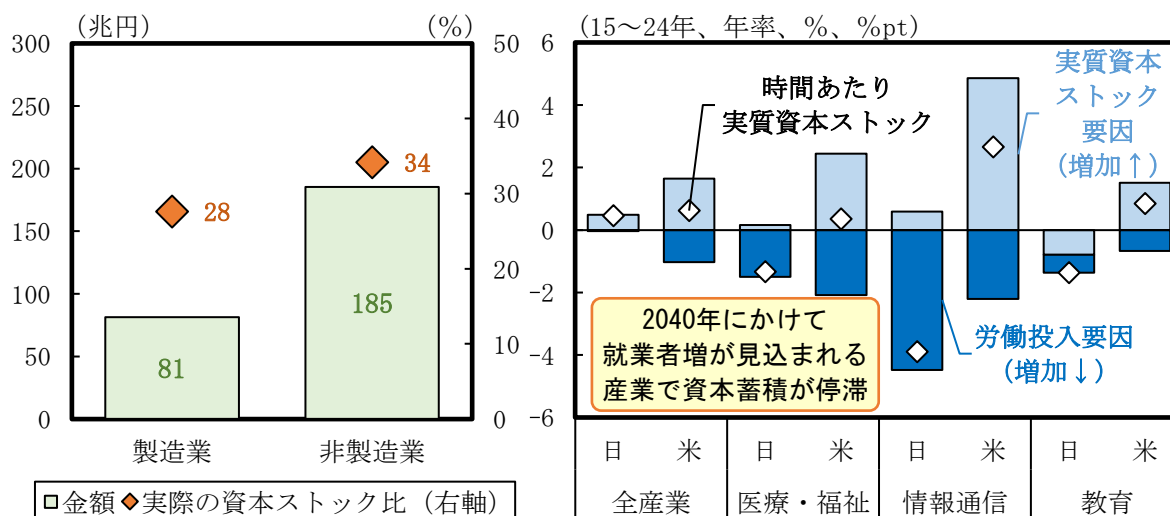 (兆円)
(%)
300
250
200
150
100
50
0
50
40
30
20
10
0
28
34
81
185
製造業
非製造業
金額
実際の資本ストック比（右軸）
(15～24年、年率、%、%pt)
6
4
2
0
-2
-4
-6
時間あたり
実質資本ストック
実質資本
ストック
要因
(増加↑)
2040年にかけて
就業者増が見込まれる
産業で資本蓄積が停滞
労働投入要因
(増加↓)
日 米 日 米 日 米 日 米
全産業 医療・福祉 情報通信 教育